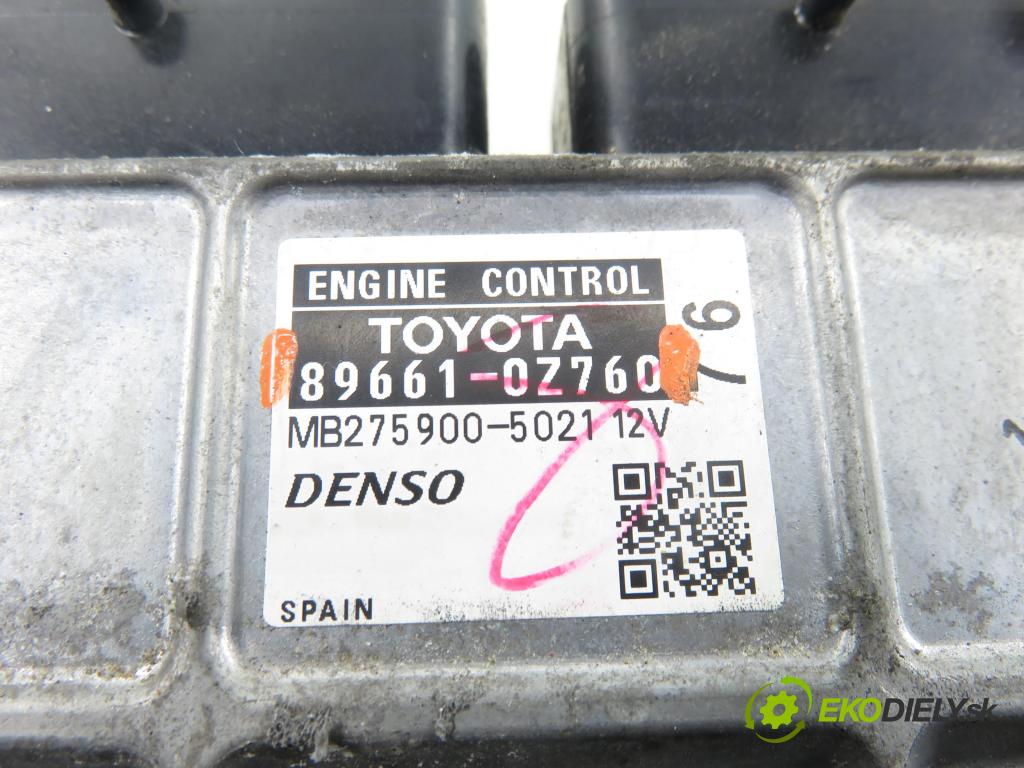 ENGINE CONTROL
TOYOTA
89661-0Z760
76
MB275900-5021 12V
DENSO
SPAIN
EKODIELY.sk